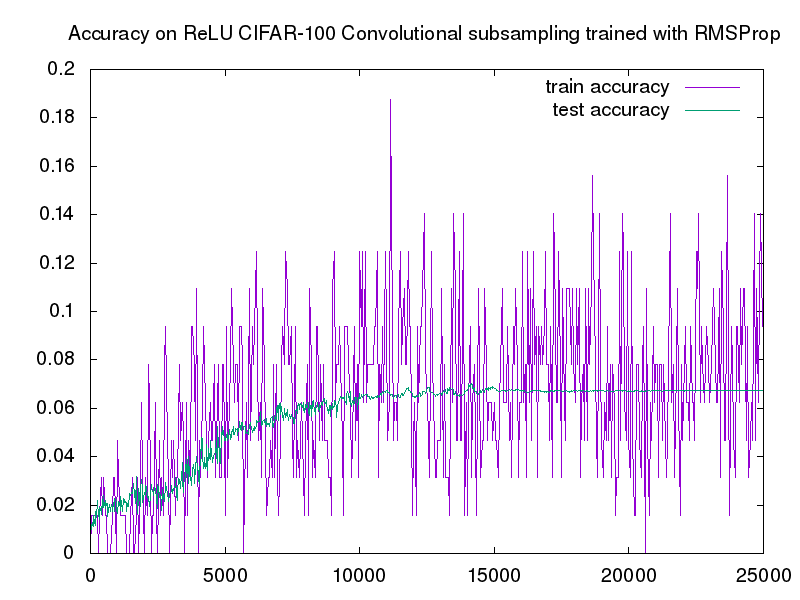 Accuracy on ReLU CIFAR-100 Convolutional subsampling trained with RMSProp
0.2
train accuracy
test accuracy
0.18
0.16
0.14
0.12
0.1
0.08
0.06
0.04
0.02
0
0 5000 10000 15000 20000 25000